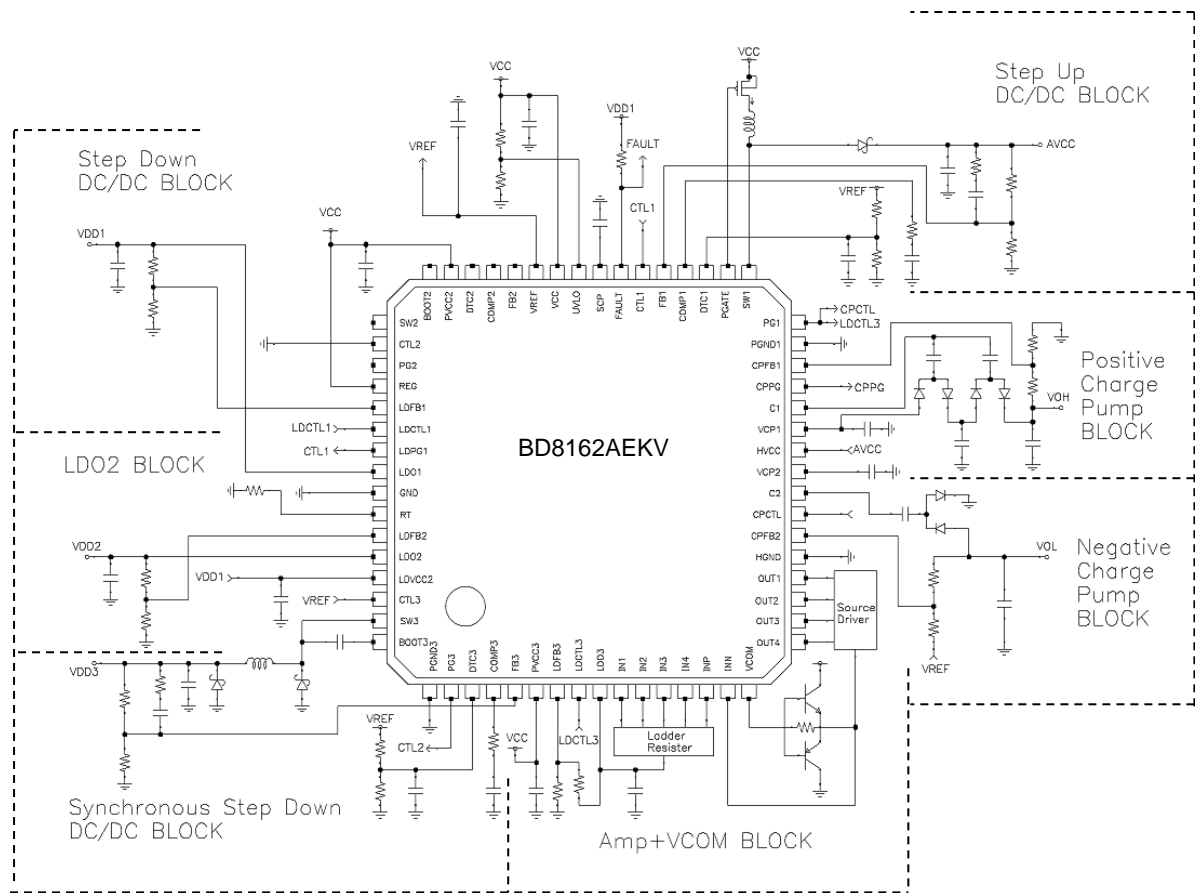 VCC
Step Up
DC/DC BLOCK
VCC
VDD1
AVCC
VREF
FAULT
Step Down
DC/DC BLOCK
VREF
CTL1
VCC
VDD1
BOOT2
PVCC2
DTC2
COMP2
FB2
VREF
VCC
UVLO
SCP
FAULT
CTL1
FB1
COMP1
DTC1
PGATE
SW1
SW2
CTL2
PG2
REG
LDFB1
LDCTL1
LDCTL1
CTL1
LDPG1
LDO1
GND
RT
LDFB2
VDD2
LDO2
VDD1
LDVCC2
VREF
CTL3
SW3
BOOT3
LDO2 BLOCK
BD8162AEKV
PG1
CPCTL
LDCTL3
PGND1
CPFB1
CPPG
CPPG
C1
VCP1
HVCC
AVCC
VCP2
C2
CPCTL
CPFB2
HGND
OUT1
OUT2
OUT3
OUT4
Source
Driver
Positive
Charge
Pump
BLOCK
VOH
VOL
Negative
Charge
Pump
BLOCK
VREF
PGND3
PG3
DTC3
COMP3
FB3
PVCC3
LDFB3
LDCTL3
LDO3
IN1
IN2
IN3
IN4
INP
INN
VCOM
VDD3
VREF
CTL2
VCC
LDCTL3
Ladder
Resister
Synchronous Step Down
DC/DC BLOCK
Amp+VCOM BLOCK